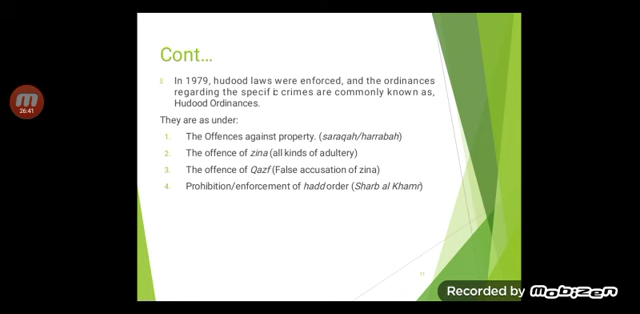 Cont...
In 1979, hudood laws were enforced, and the ordinances
regarding the specific crimes are commonly known as,
Hudood Ordinances.
They are as under:
1. The Offences against property. (saraqah/harrabah)
2. The offence of zina (all kinds of adultery)
3. The offence of Qazf (False accusation of zina)
4. Prohibition/enforcement of hadd order (Sharb al Khamr)
26:41
11
Recorded by mobizen